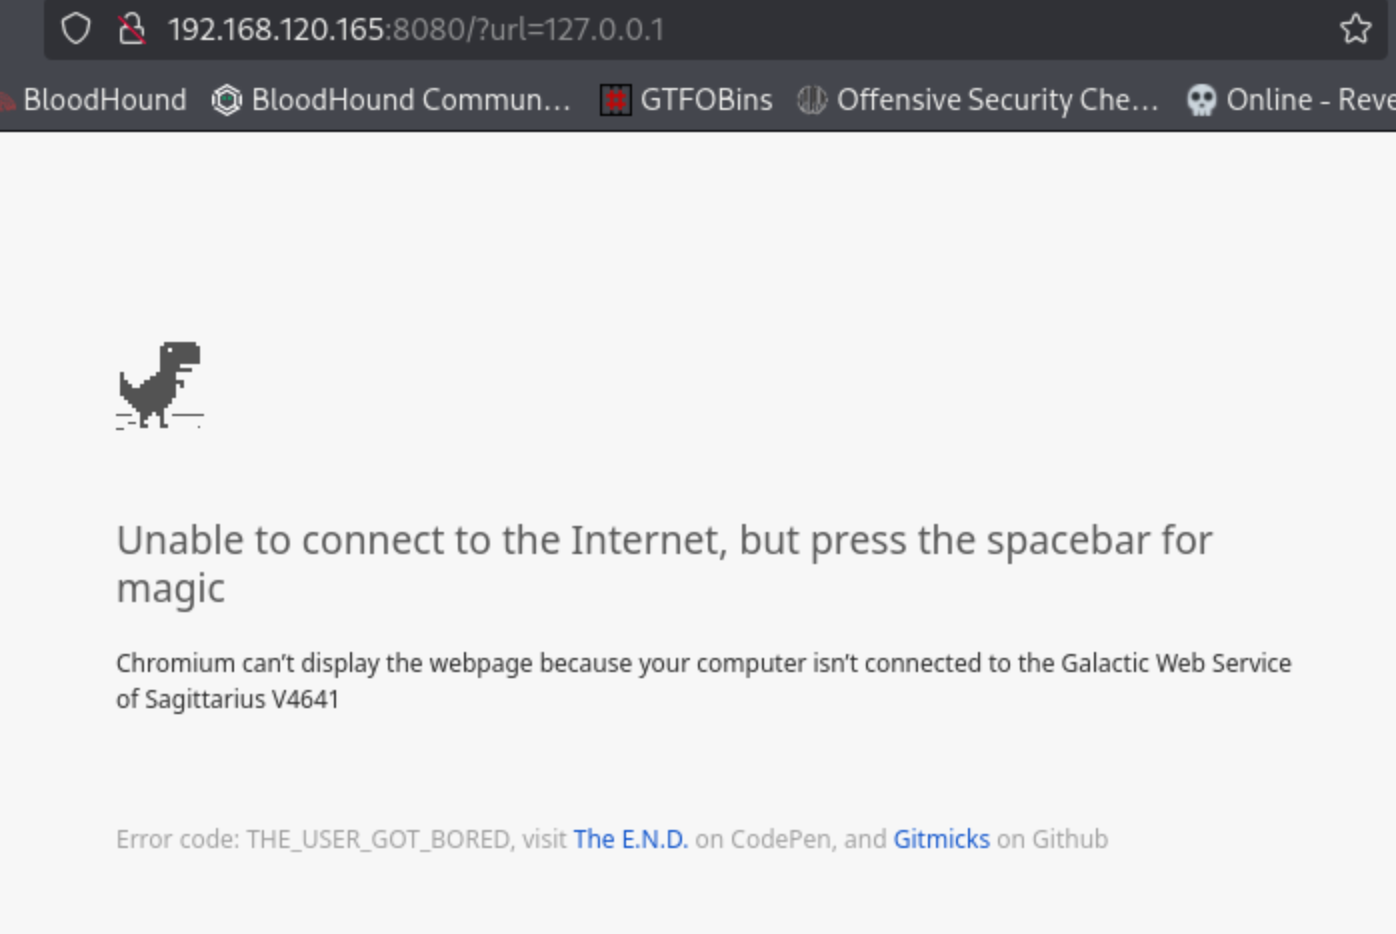 192.168.120.165:8080/?url=127.0.0.1
BloodHound BloodHound Commun… GTFOBins Offensive Security Che… Online - Reve
Unable to connect to the Internet, but press the spacebar for
magic
Chromium can’t display the webpage because your computer isn’t connected to the Galactic Web Service
of Sagittarius V4641
Error code: THE_USER_GOT_BORED, visit The E.N.D. on CodePen, and Gitmicks on Github